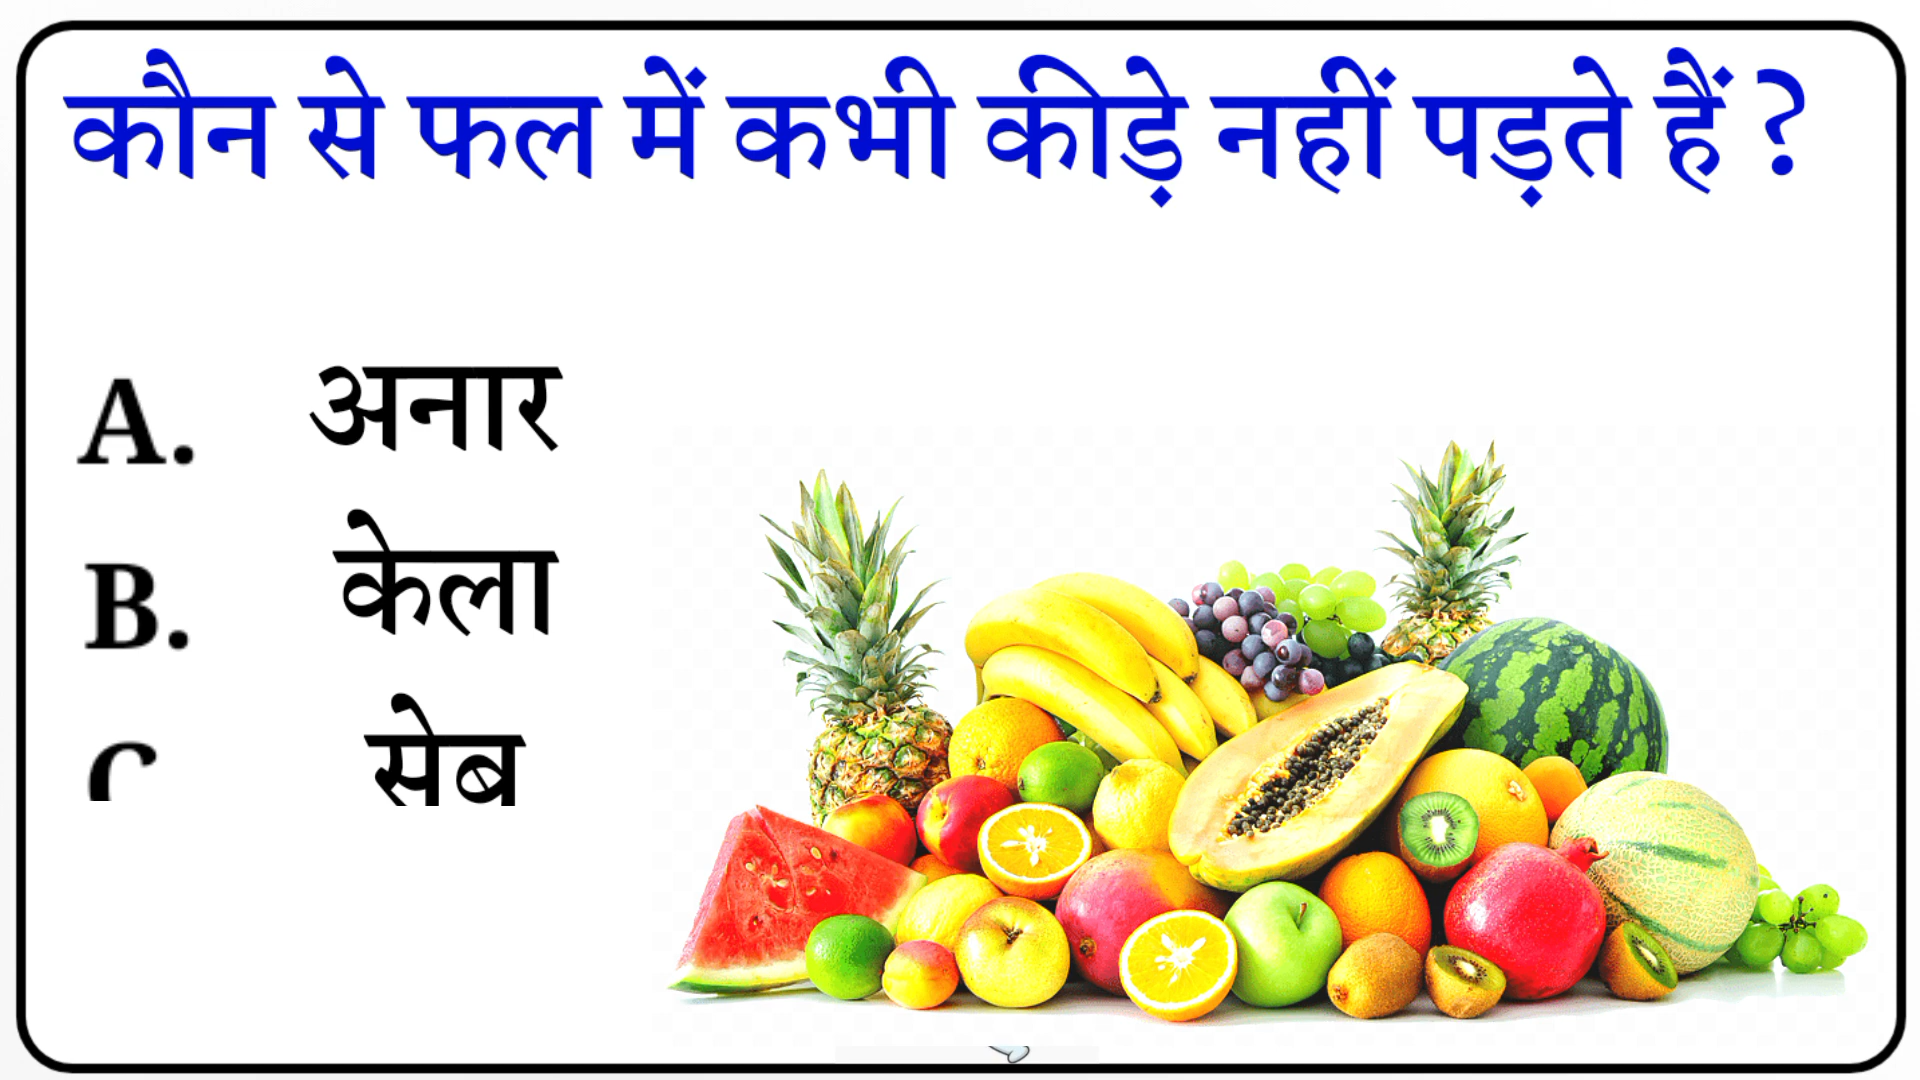 कौन से फल में कभी कीड़े नहीं पड़ते हैं ?
A. अनार
B. केला
C सेब